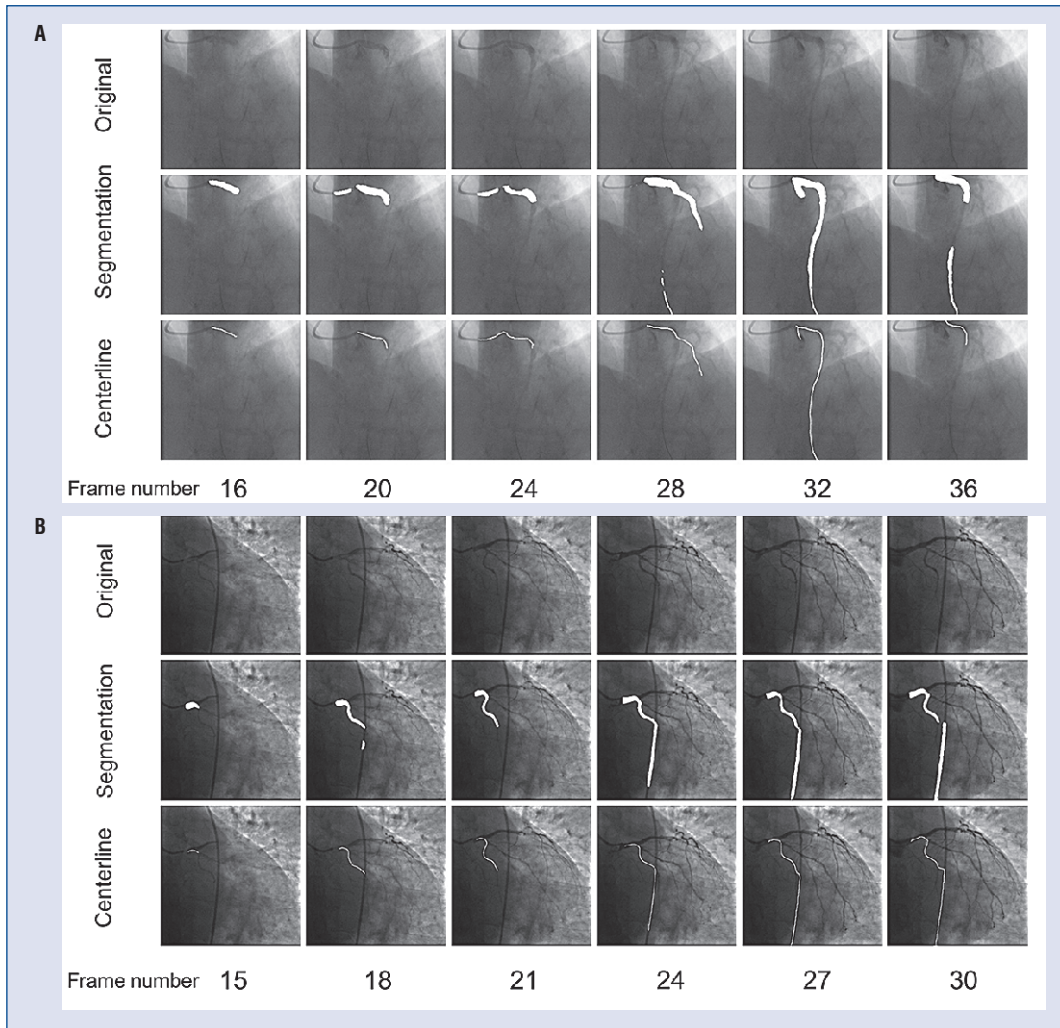 A
Original
Segmentation
Centerline
Frame number 16 20 24 28 32 36
B
Original
Segmentation
Centerline
Frame number 15 18 21 24 27 30